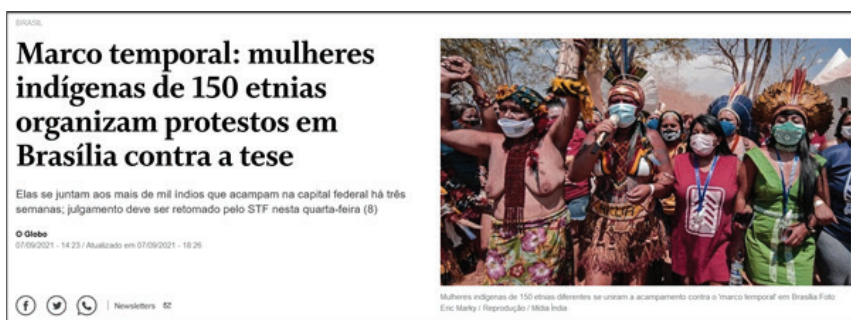 BRASIL
Marco temporal: mulheres
indígenas de 150 etnias
organizam protestos em
Brasília contra a tese
Elas se juntam aos mais de mil índios que acampam na capital federal há três
semanas; julgamento deve ser retomado pelo STF nesta quarta-feira (8)
O Globo
07/09/2021 - 14:23 / Atualizado em 07/09/2021 - 18:26
Newsletters
Mulheres indígenas de 150 etnias diferentes se uniram a acampamento contra o 'marco temporal' em Brasília Foto:
Eric Marky / Reprodução / Mídia Índia